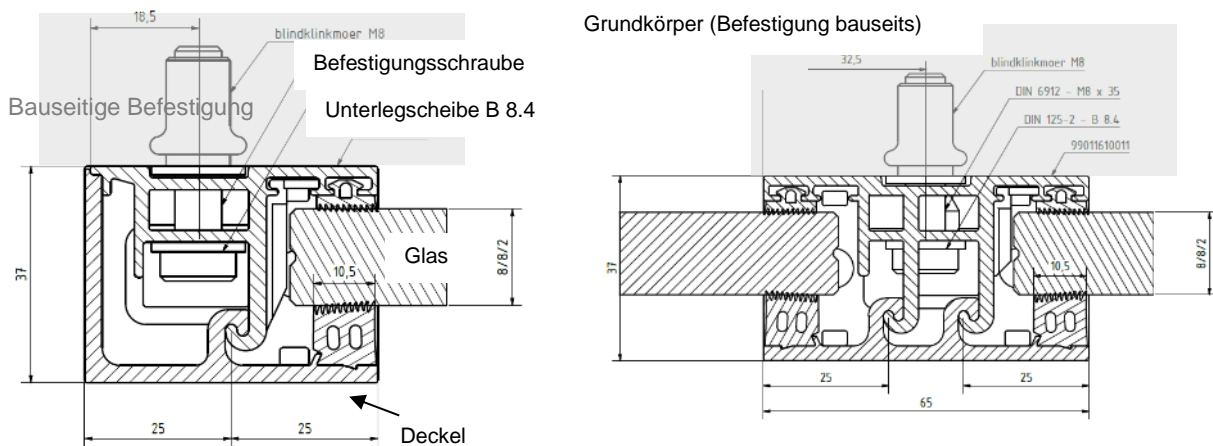 18,5
blindklinkmoer M8
Befestigungsschraube
Bauseitige Befestigung
Unterlegscheibe B 8.4
37
Glas
10,5
8/8/2
25
25
Deckel
Grundkörper (Befestigung bauseits)
32,5
blindklinkmoer M8
DIN 6912 - M8 x 35
DIN 125-2 - B 8.4
99011610011
37
10,5
8/8/2
25
25
65